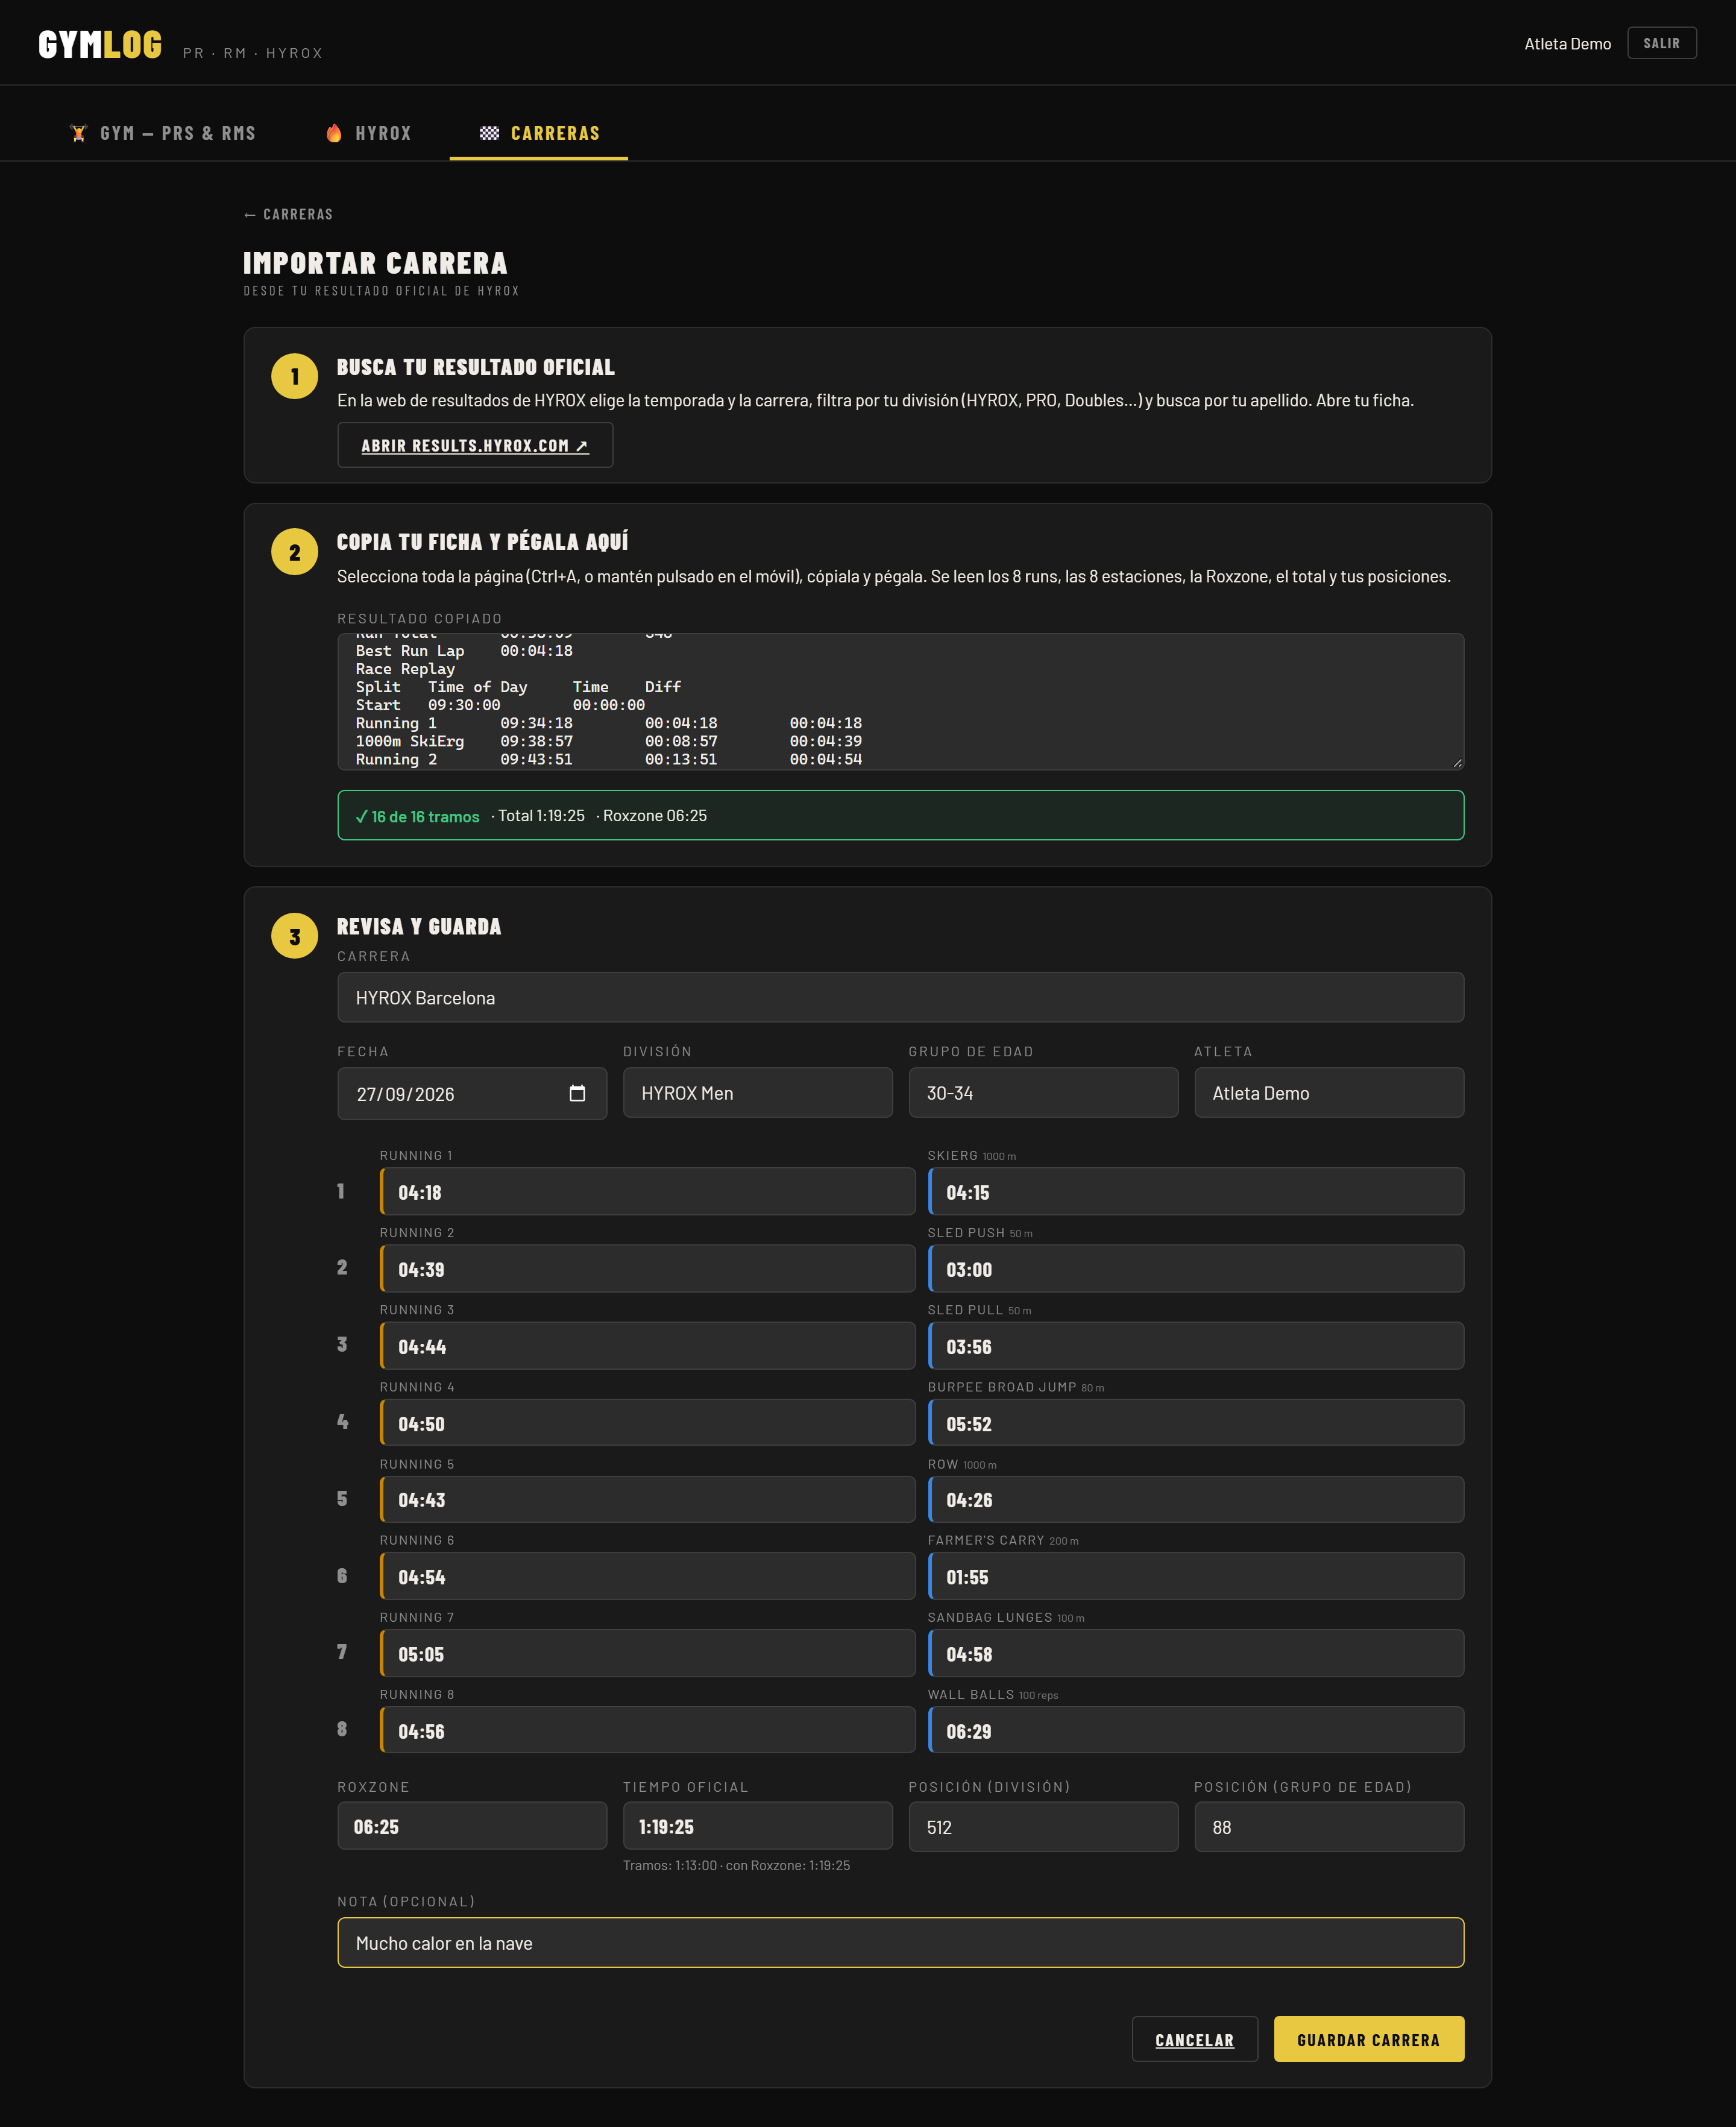 GYMLOG PR · RM · HYROX
Atleta Demo SALIR
GYM — PRS & RMS HYROX CARRERAS
← CARRERAS
IMPORTAR CARRERA
DESDE TU RESULTADO OFICIAL DE HYROX
1 BUSCA TU RESULTADO OFICIAL
En la web de resultados de HYROX elige la temporada y la carrera, filtra por tu división (HYROX, PRO, Doubles…) y busca por tu apellido. Abre tu ficha.
ABRIR RESULTS.HYROX.COM ↗
2 COPIA TU FICHA Y PÉGALA AQUÍ
Selecciona toda la página (Ctrl+A, o mantén pulsado en el móvil), cópiala y pégala. Se leen los 8 runs, las 8 estaciones, la Roxzone, el total y tus posiciones.
RESULTADO COPIADO
Best Run Lap 00:04:18
Race Replay
Split Time of Day Time Diff
Start 09:30:00 00:00:00
Running 1 09:34:18 00:04:18 00:04:18
1000m SkiErg 09:38:57 00:08:57 00:04:39
Running 2 09:43:51 00:13:51 00:04:54
✓ 16 de 16 tramos · Total 1:19:25 · Roxzone 06:25
3 REVISA Y GUARDA
CARRERA
HYROX Barcelona
FECHA DIVISIÓN GRUPO DE EDAD ATLETA
27/09/2026 HYROX Men 30-34 Atleta Demo
RUNNING 1 SKIERG 1000 m
1 04:18 04:15
RUNNING 2 SLED PUSH 50 m
2 04:39 03:00
RUNNING 3 SLED PULL 50 m
3 04:44 03:56
RUNNING 4 BURPEE BROAD JUMP 80 m
4 04:50 05:52
RUNNING 5 ROW 1000 m
5 04:43 04:26
RUNNING 6 FARMER'S CARRY 200 m
6 04:54 01:55
RUNNING 7 SANDBAG LUNGES 100 m
7 05:05 04:58
RUNNING 8 WALL BALLS 100 reps
8 04:56 06:29
ROXZONE TIEMPO OFICIAL POSICIÓN (DIVISIÓN) POSICIÓN (GRUPO DE EDAD)
06:25 1:19:25 512 88
Tramos: 1:13:00 · con Roxzone: 1:19:25
NOTA (OPCIONAL)
Mucho calor en la nave
CANCELAR GUARDAR CARRERA